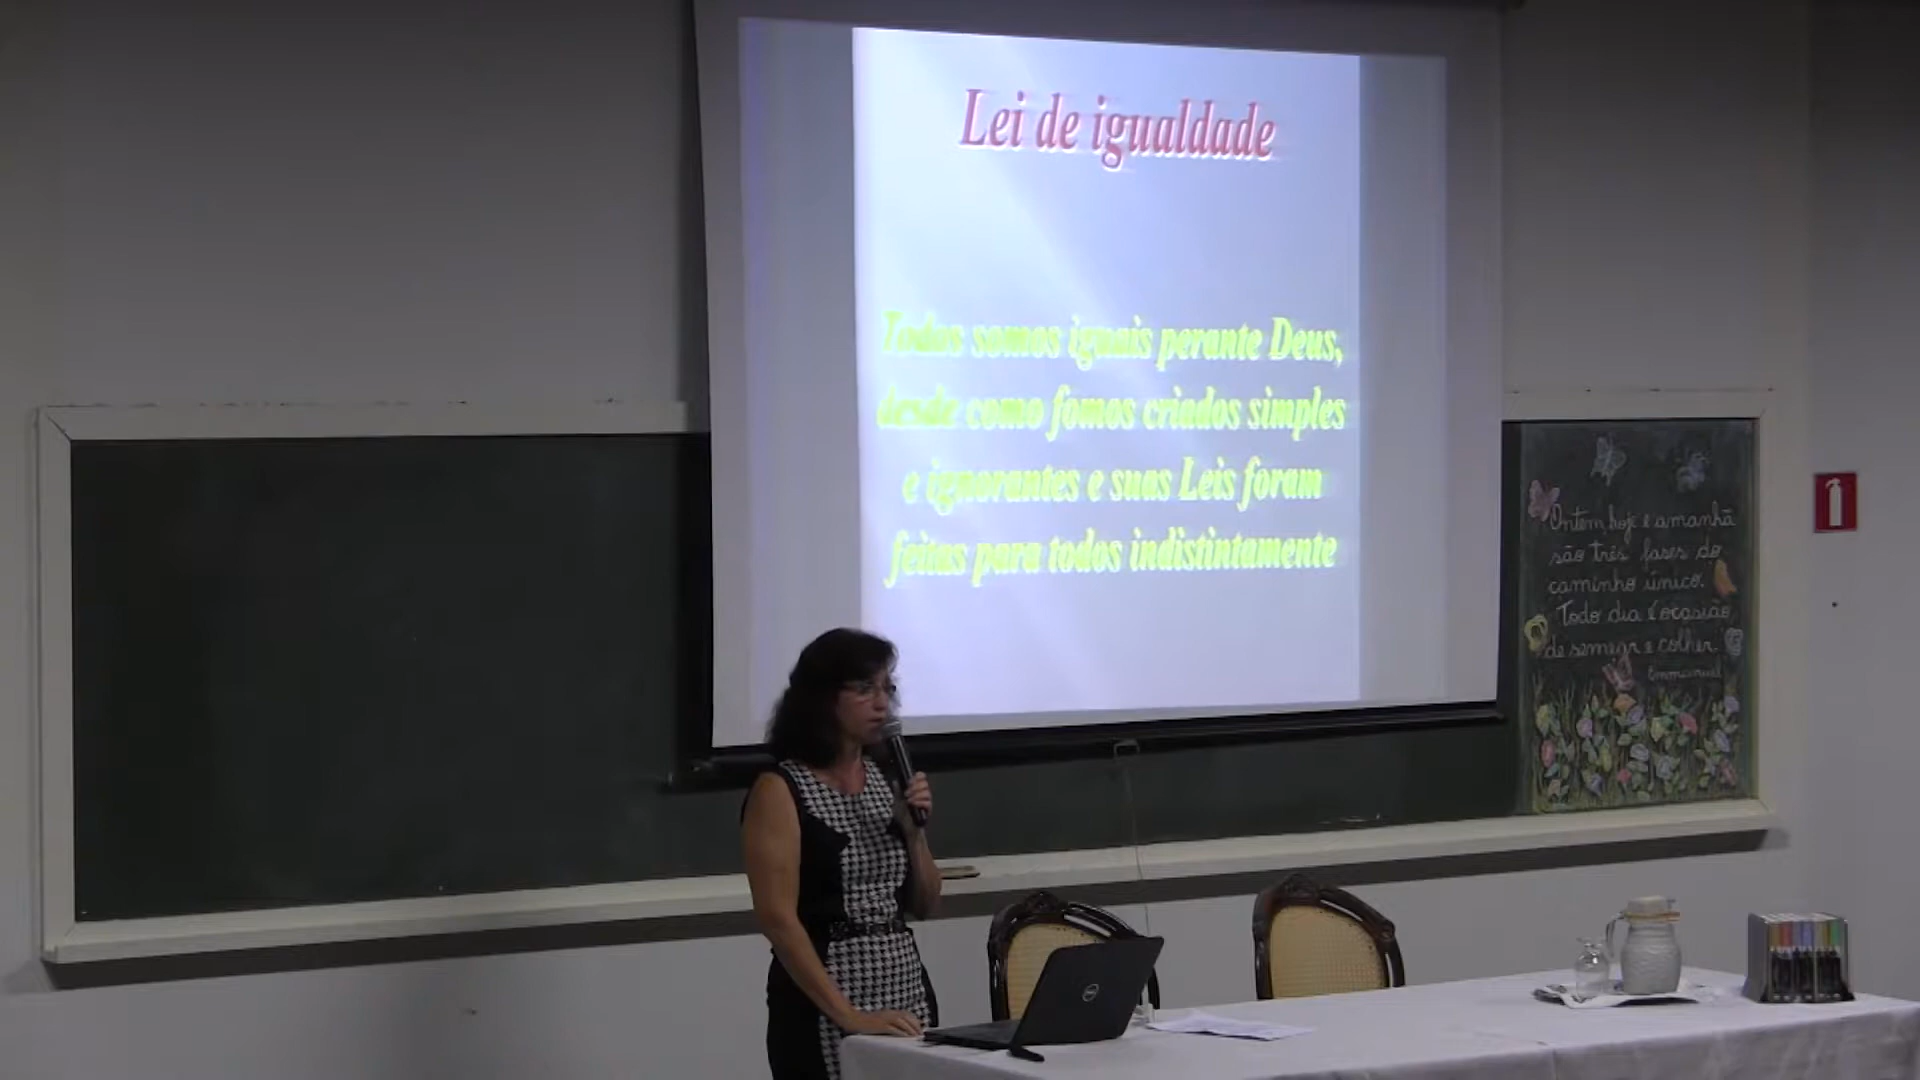 Lei de igualdade
Todos somos iguais perante Deus,
desde como fomos criados simples
e ignorantes e suas Leis foram
feitas para todos indistintamente
Ontem hoje e amanhã
são três fases do
caminho único.
Todo dia é ocasião
de semear e colher.
Emmanuel
DELL